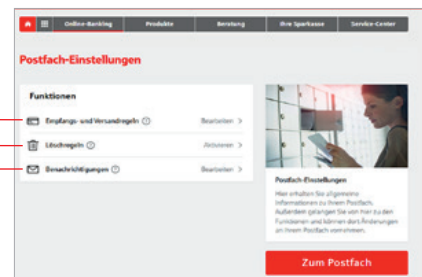 Online-Banking Produkte Beratung Ihre Sparkasse Service-Center
Postfach-Einstellungen
Funktionen
Empfangs- und Versandregeln Bearbeiten
Löschregeln Aktivieren
Benachrichtigungen Bearbeiten
Postfach-Einstellungen
Hier erhalten Sie allgemeine
Informationen zu Ihrem Postfach.
Außerdem gelangen Sie von hier zu den
Funktionen und können dort Änderungen
an Ihrem Postfach vornehmen.
Zum Postfach